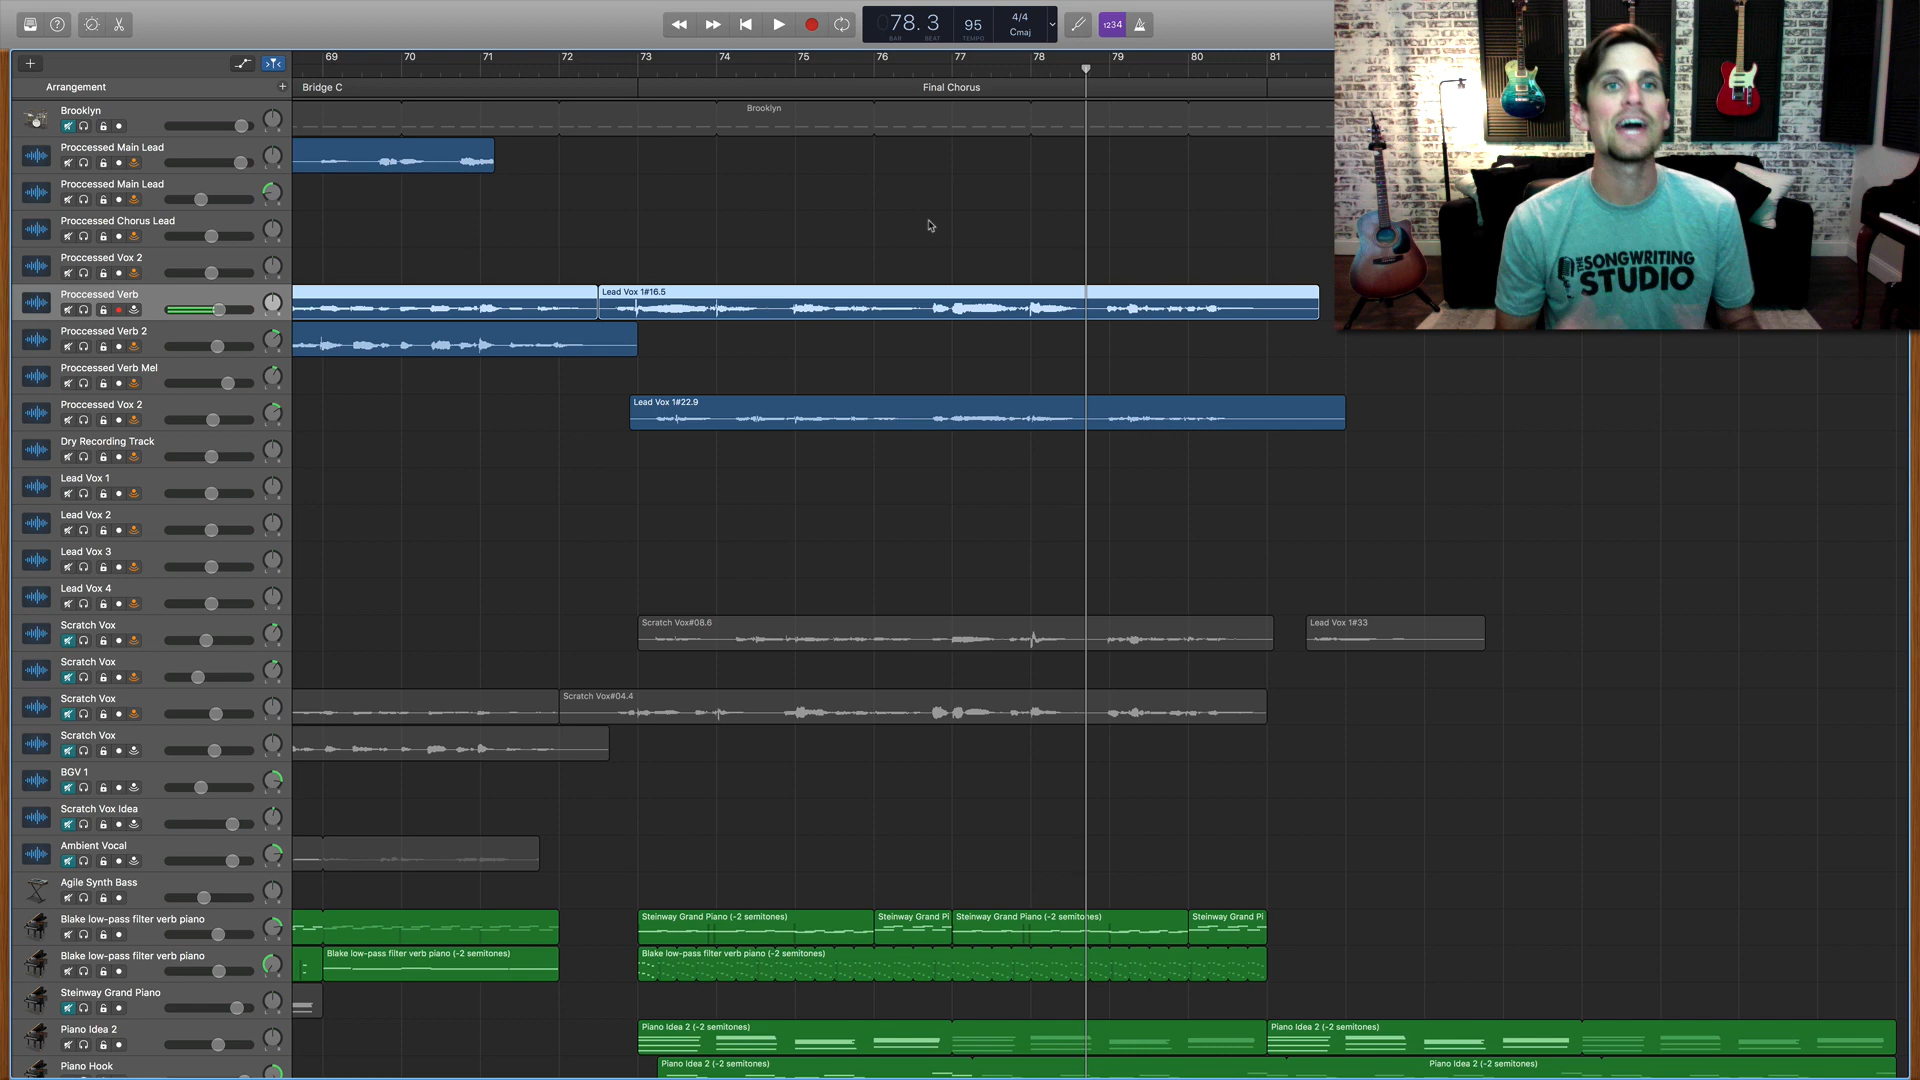 78.3
BAR BEAT
95
TEMPO
4/4
Cmaj
1234
69 70 71 72 73 74 75 76 77 78 79 80 81
Arrangement
Bridge C
Final Chorus
Brooklyn
Brooklyn
Proccessed Main Lead
Proccessed Main Lead
Proccessed Chorus Lead
Proccessed Vox 2
Proccessed Verb
Lead Vox 1#16.5
Proccessed Verb 2
Proccessed Verb Mel
Proccessed Vox 2
Lead Vox 1#22.9
Dry Recording Track
Lead Vox 1
Lead Vox 2
Lead Vox 3
Lead Vox 4
Scratch Vox
Scratch Vox#08.6
Lead Vox 1#33
Scratch Vox
Scratch Vox
Scratch Vox#04.4
Scratch Vox
BGV 1
Scratch Vox Idea
Ambient Vocal
Agile Synth Bass
Blake low-pass filter verb piano
Steinway Grand Piano (-2 semitones)
Steinway Grand Pi
Steinway Grand Piano (-2 semitones)
Steinway Grand Pi
Blake low-pass filter verb piano
Blake low-pass filter verb piano (-2 semitones)
Blake low-pass filter verb piano (-2 semitones)
Steinway Grand Piano
Piano Idea 2
Piano Idea 2 (-2 semitones)
Piano Idea 2 (-2 semitones)
Piano Hook
Piano Idea 2 (-2 semitones)
Piano Idea 2 (-2 semitones)
THE SONGWRITING
STUDIO